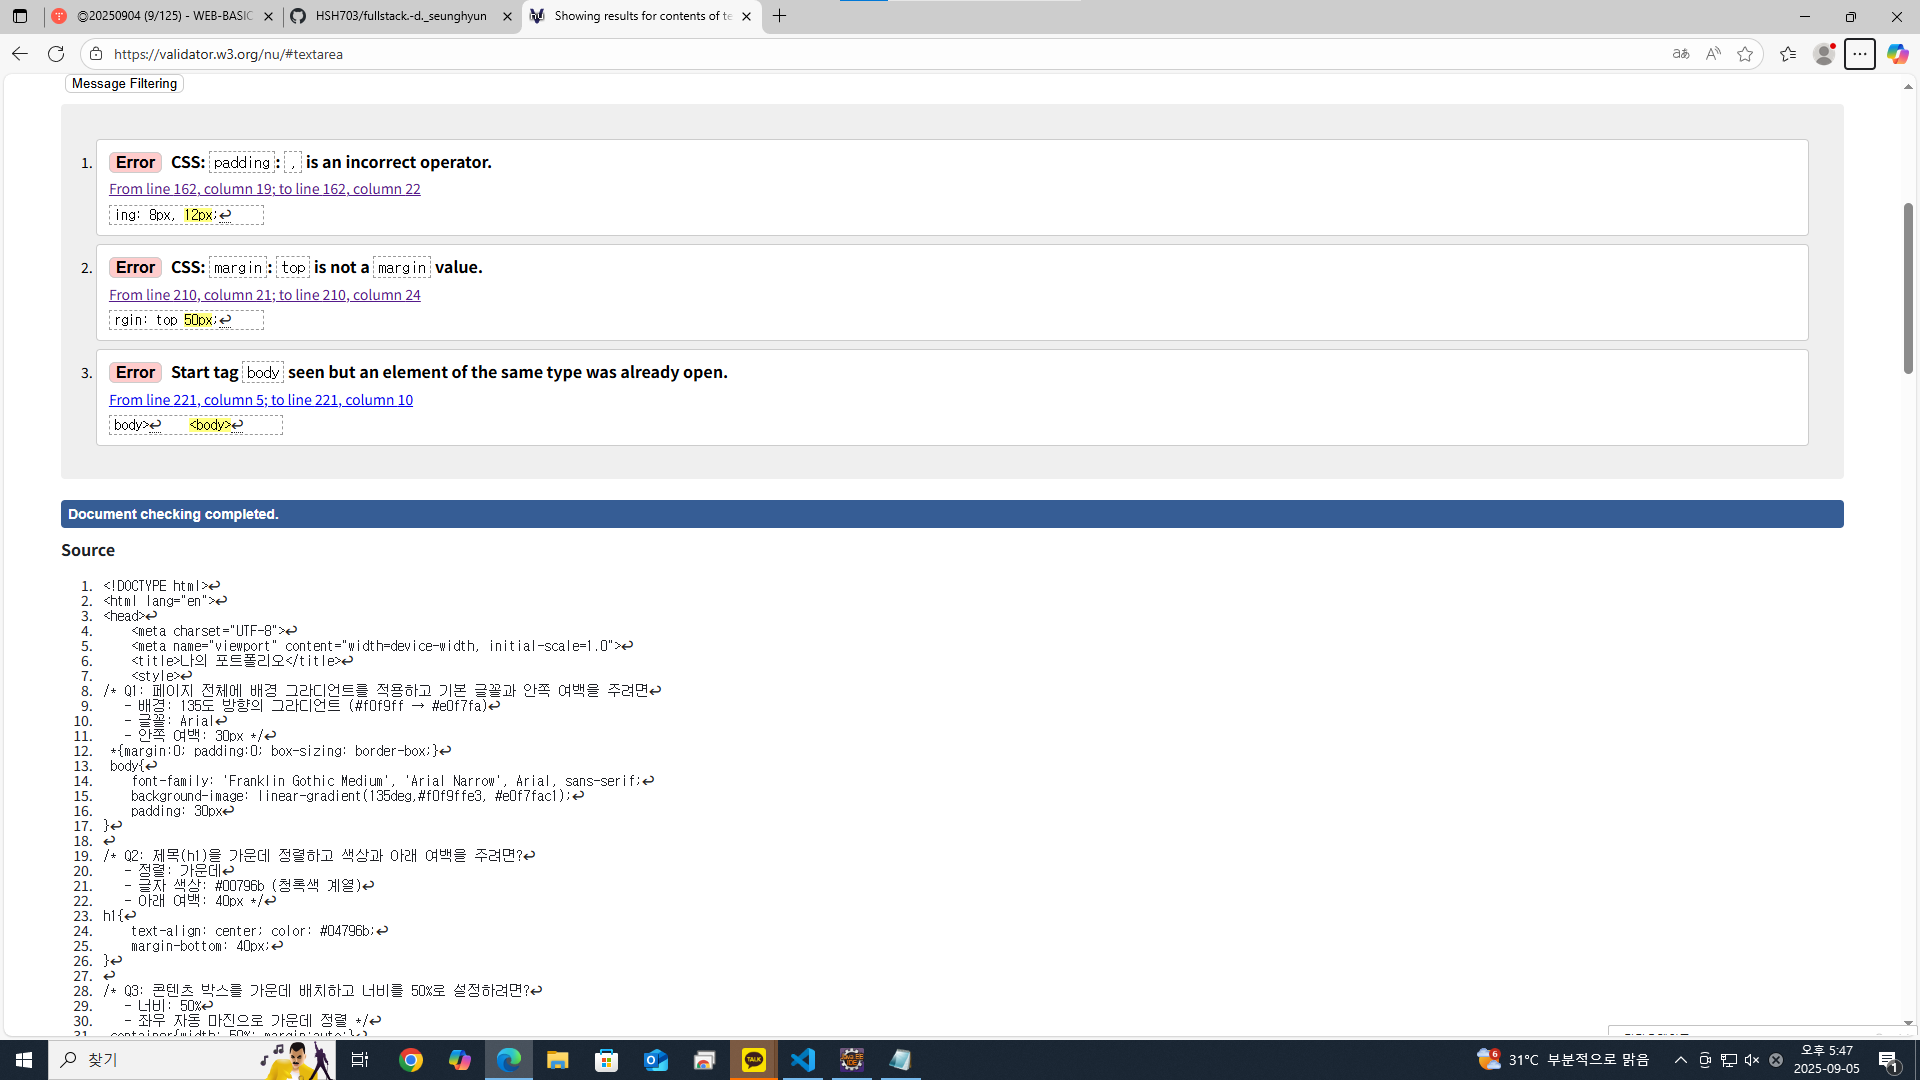 @20250904 (9/125) - WEB-BASIC
HSH703/fullstack.-d._seunghyun
Showing results for contents of te
https://validator.w3.org/nu/#textarea
Message Filtering
1. Error CSS: padding: , is an incorrect operator.
From line 162, column 19; to line 162, column 22
ing: 8px, 12px;↩
2. Error CSS: margin: top is not a margin value.
From line 210, column 21; to line 210, column 24
rgin: top 50px;↩
3. Error Start tag body seen but an element of the same type was already open.
From line 221, column 5; to line 221, column 10
body>↩ <body>↩
Document checking completed.
Source
1. <!DOCTYPE html>↩
2. <html lang="en">↩
3. <head>↩
4. <meta charset="UTF-8">↩
5. <meta name="viewport" content="width=device-width, initial-scale=1.0">↩
6. <title>나의 포트폴리오</title>↩
7. <style>↩
8. /* Q1: 페이지 전체에 배경 그라디언트를 적용하고 기본 글꼴과 안쪽 여백을 주려면↩
9. - 배경: 135도 방향의 그라디언트 (#f0f9ff → #e0f7fa)↩
10. - 글꼴: Arial↩
11. - 안쪽 여백: 30px */↩
12. *{margin:0; padding:0; box-sizing: border-box;}↩
13. body{↩
14. font-family: 'Franklin Gothic Medium', 'Arial Narrow', Arial, sans-serif;↩
15. background-image: linear-gradient(135deg,#f0f9ffe3, #e0f7fac1);↩
16. padding: 30px↩
17. }↩
18. ↩
19. /* Q2: 제목(h1)을 가운데 정렬하고 색상과 아래 여백을 주려면?↩
20. - 정렬: 가운데↩
21. - 글자 색상: #00796b (청록색 계열)↩
22. - 아래 여백: 40px */↩
23. h1{↩
24. text-align: center; color: #04796b;↩
25. margin-bottom: 40px;↩
26. }↩
27. ↩
28. /* Q3: 콘텐츠 박스를 가운데 배치하고 너비를 50%로 설정하려면?↩
29. - 너비: 50%↩
30. - 좌우 자동 마진으로 가운데 정렬 */↩
31. .container{width: 50%; margin:auto;}↩
찾기
TALK
6
31°C 부분적으로 맑음
오후 5:47
2025-09-05
1